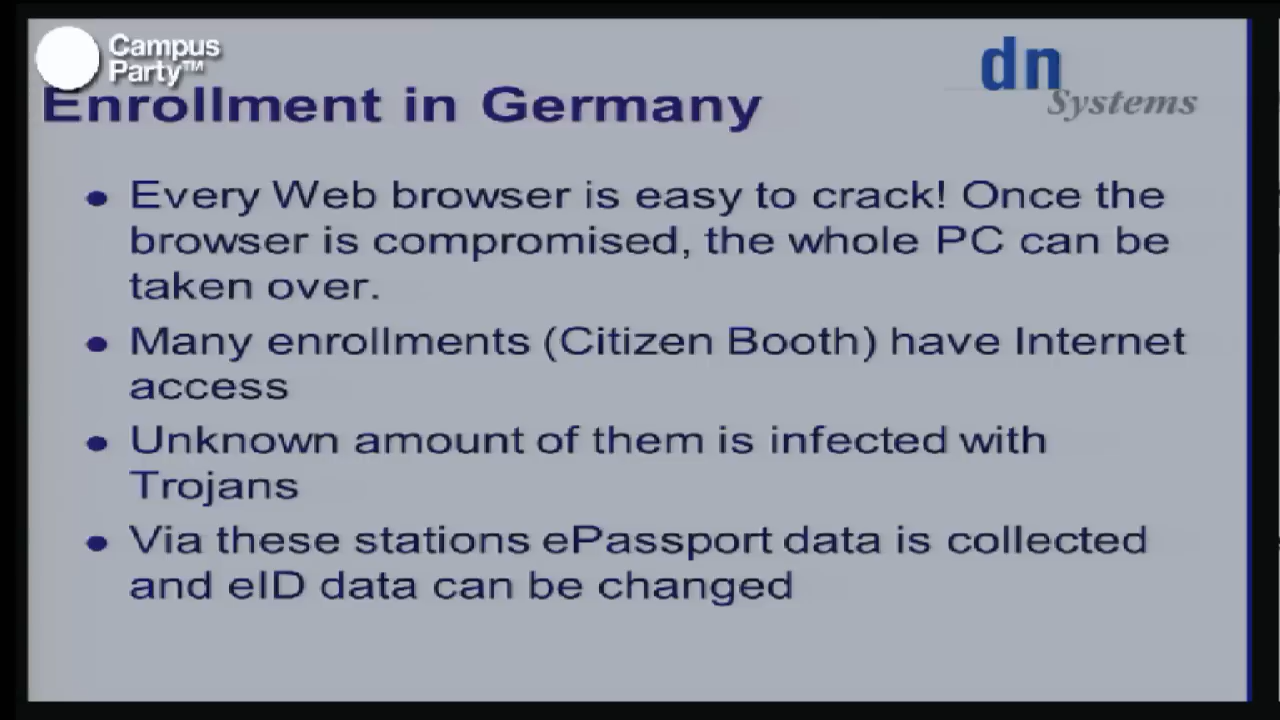 Campus
Party™
dn
Systems
Enrollment in Germany
Every Web browser is easy to crack! Once the
browser is compromised, the whole PC can be
taken over.
Many enrollments (Citizen Booth) have Internet
access
Unknown amount of them is infected with
Trojans
Via these stations ePassport data is collected
and eID data can be changed